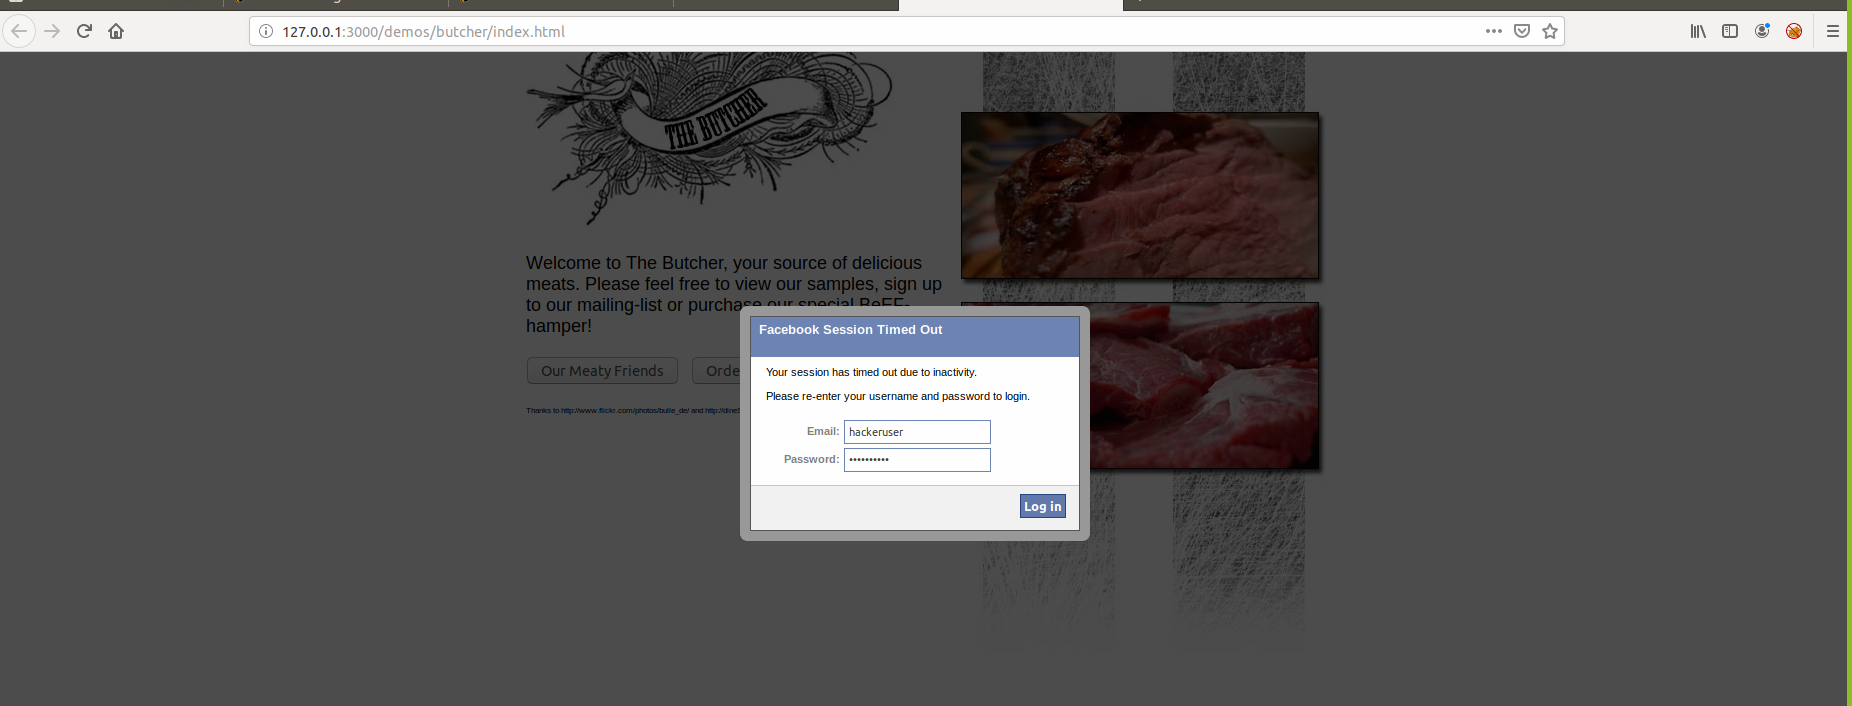 127.0.0.1:3000/demos/butcher/index.html
THE BUTCHER
Welcome to The Butcher, your source of delicious
meats. Please feel free to view our samples, sign up
to our mailing-list or purchase our special BeEF-
hamper!
Our Meaty Friends
Orde
Thanks to http://www.flickr.com/photos/bulle_de/ and http://dine
Facebook Session Timed Out
Your session has timed out due to inactivity.
Please re-enter your username and password to login.
Email: hackeruser
Password: ••••••••••
Log in